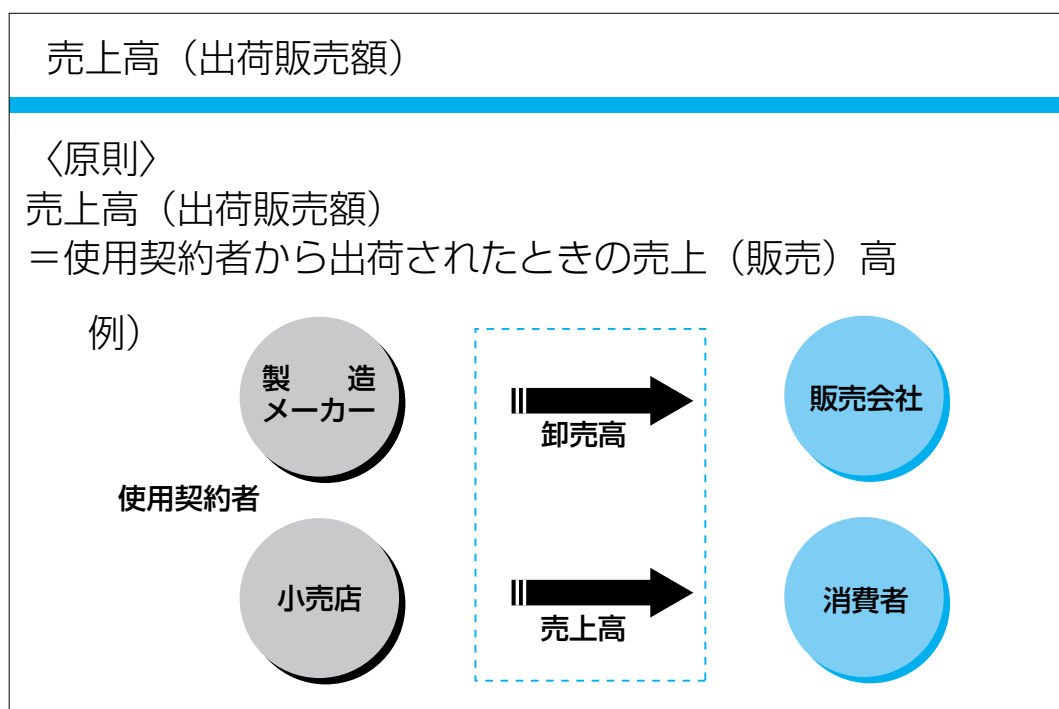 売上高（出荷販売額）
〈原則〉
売上高（出荷販売額）
＝使用契約者から出荷されたときの売上（販売）高
例）
製　造
メーカー
卸売高
販売会社
使用契約者
小売店
売上高
消費者